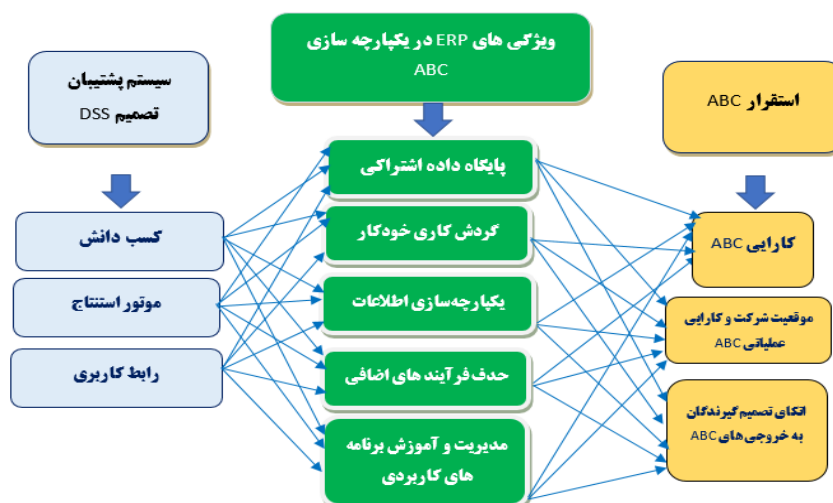 سیستم پشتیبان
تصمیم DSS
کسب دانش
موتور استنتاج
رابط کاربری
ویژگی های ERP در یکپارچه سازی
ABC
پایگاه داده اشتراکی
گردش کاری خودکار
یکپارچه‌سازی اطلاعات
حذف فرآیند های اضافی
مدیریت و آموزش برنامه
های کاربردی
استقرار ABC
کارایی ABC
موقعیت شرکت و کارایی
عملیاتی ABC
اتکای تصمیم گیرندگان
به خروجی های ABC